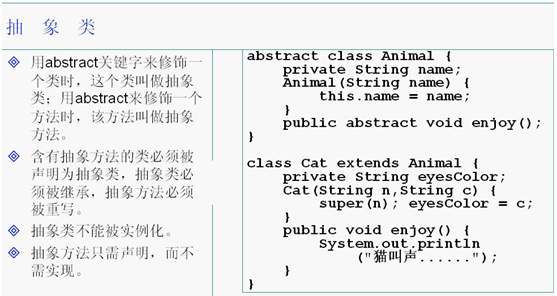 抽 象 类
用abstract关键字来修饰一
个类时，这个类叫做抽象
类；用abstract来修饰一个
方法时，该方法叫做抽象
方法。
含有抽象方法的类必须被
声明为抽象类，抽象类必
须被继承，抽象方法必须
被重写。
抽象类不能被实例化。
抽象方法只需声明，而不
需实现。
abstract class Animal {
    private String name;
    Animal(String name) {
        this.name = name;
    }
    public abstract void enjoy();
}
class Cat extends Animal {
    private String eyesColor;
    Cat(String n,String c) {
        super(n); eyesColor = c;
    }
    public void enjoy() {
        System.out.println
            ("猫叫声......");
    }
}